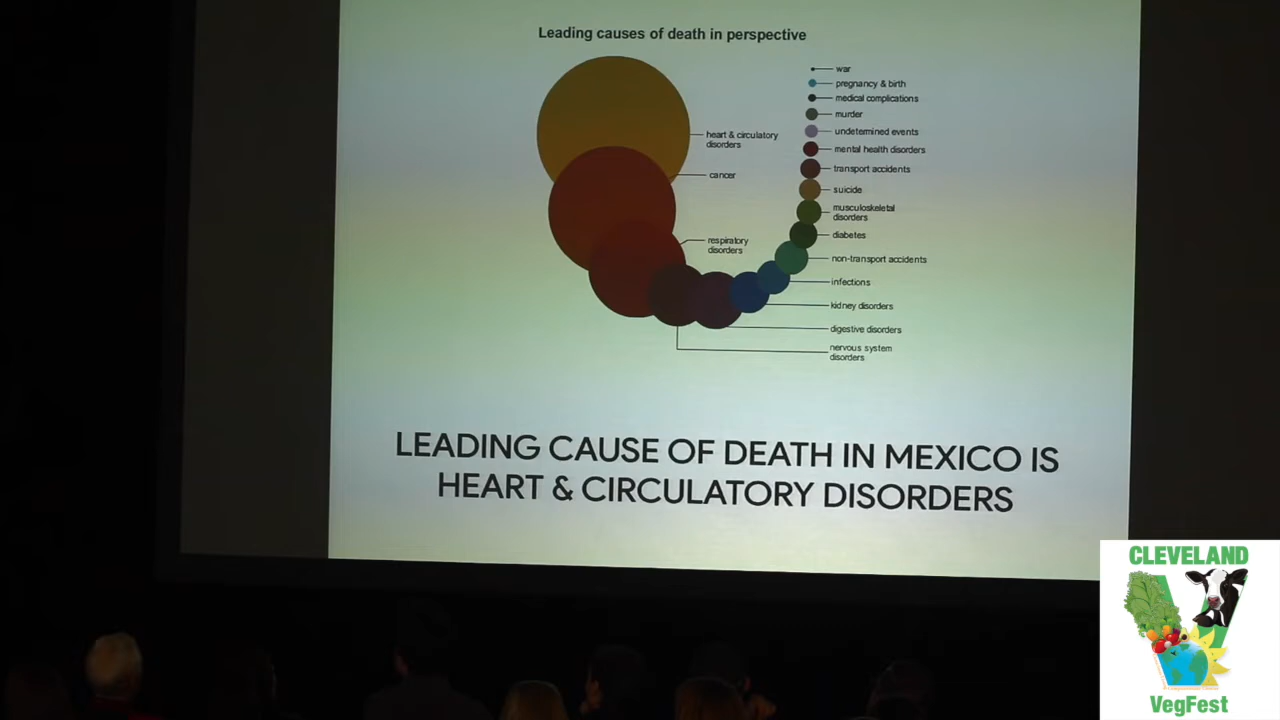 Leading causes of death in perspective
war
pregnancy & birth
medical complications
murder
heart & circulatory
disorders
undetermined events
mental health disorders
transport accidents
cancer
suicide
musculoskeletal
disorders
diabetes
respiratory
disorders
non-transport accidents
infections
kidney disorders
digestive disorders
nervous system
disorders
LEADING CAUSE OF DEATH IN MEXICO IS
HEART & CIRCULATORY DISORDERS
CLEVELAND
VegFest